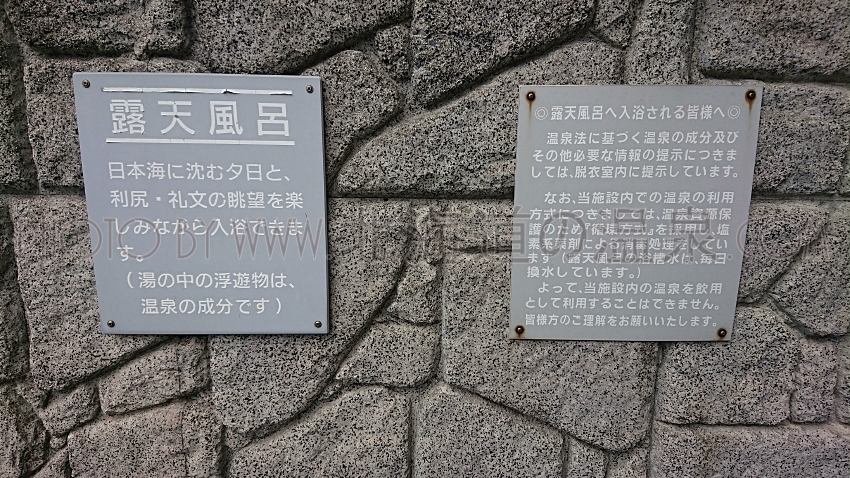 露天風呂
日本海に沈む夕日と、
利尻・礼文の眺望を楽
しみながら入浴できま
す。
（湯の中の浮遊物は、
温泉の成分です）
◎露天風呂へ入浴される皆様へ◎
温泉法に基づく温泉の成分及び
その他必要な情報の提示につきま
しては、脱衣室内に提示しています。
なお、当施設内での温泉の利用
方式につきましては、温泉資源保
護のため『循環方式』を採用し、塩
素系薬剤による消毒処理をしてい
ます。(露天風呂の浴槽水は、毎日
換水しています。)
よって、当施設内の温泉を飲用
として利用することはできません。
皆様方のご理解をお願いいたします。
PHOTO BY WWW.北海道の温泉.COM